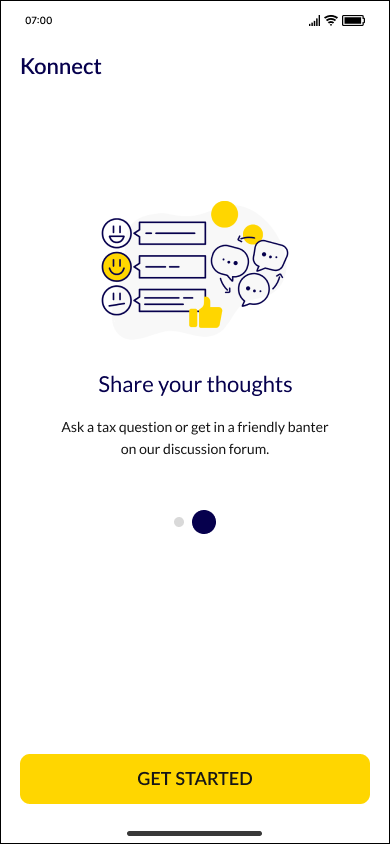 07:00
Konnect
Share your thoughts
Ask a tax question or get in a friendly banter
on our discussion forum.
GET STARTED